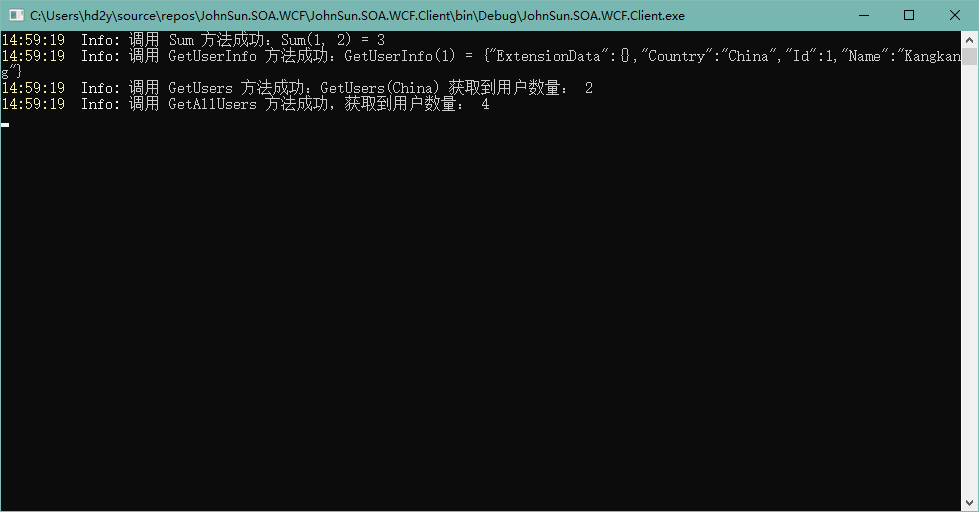 C:\Users\hd2y\source\repos\JohnSun.SOA.WCF\JohnSun.SOA.WCF.Client\bin\Debug\JohnSun.SOA.WCF.Client.exe
14:59:19  Info: 调用 Sum 方法成功：Sum(1, 2) = 3
14:59:19  Info: 调用 GetUserInfo 方法成功：GetUserInfo(1) = {"ExtensionData":{},"Country":"China","Id":1,"Name":"Kangkan
g"}
14:59:19  Info: 调用 GetUsers 方法成功：GetUsers(China) 获取到用户数量： 2
14:59:19  Info: 调用 GetAllUsers 方法成功，获取到用户数量： 4